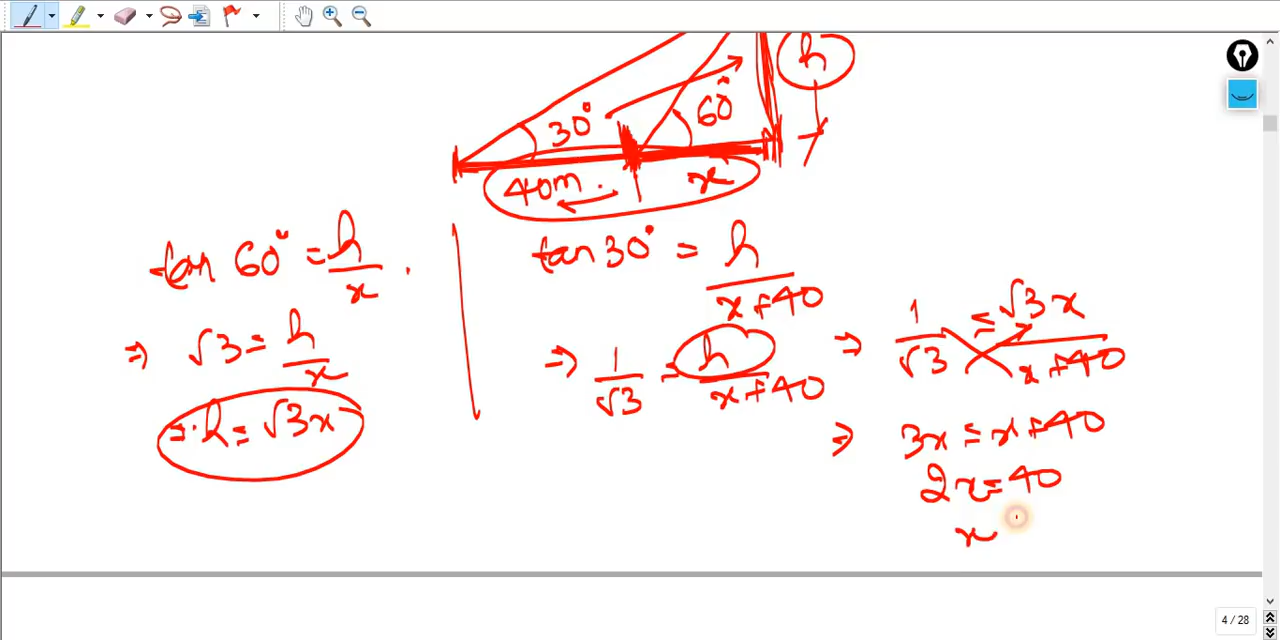 h
30° 60°
40m. x
tan 60° = h/x
⇒ √3 = h/x
⇒ h = √3x
tan 30° = h/x+40
⇒ 1/√3 = h/x+40
⇒ 1/√3 = √3x/x+40
⇒ 3x = x+40
2x = 40
x
4 / 28